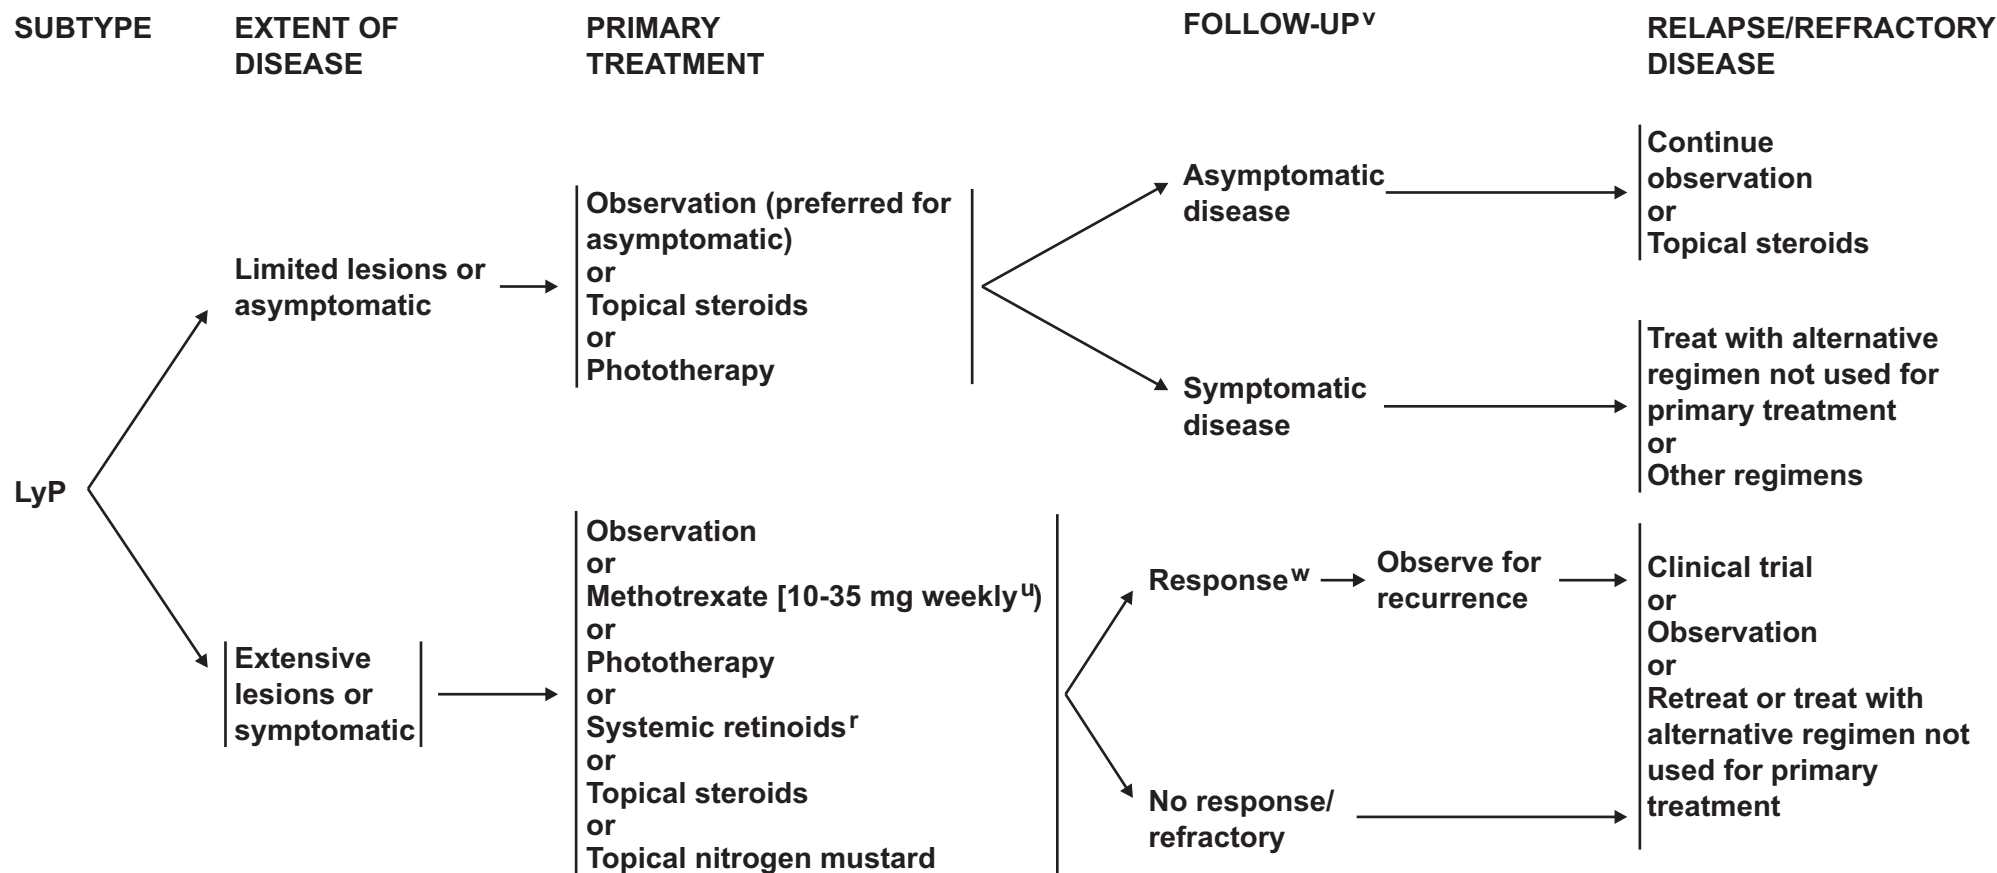 SUBTYPE
EXTENT OF
DISEASE
PRIMARY
TREATMENT
FOLLOW-UPᵛ
RELAPSE/REFRACTORY
DISEASE
LyP
Limited lesions or
asymptomatic
Observation (preferred for
asymptomatic)
or
Topical steroids
or
Phototherapy
Asymptomatic
disease
Continue
observation
or
Topical steroids
Symptomatic
disease
Treat with alternative
regimen not used for
primary treatment
or
Other regimens
Extensive
lesions or
symptomatic
Observation
or
Methotrexate [10-35 mg weeklyᵘ)
or
Phototherapy
or
Systemic retinoidsʳ
or
Topical steroids
or
Topical nitrogen mustard
Responseʷ
Observe for
recurrence
No response/
refractory
Clinical trial
or
Observation
or
Retreat or treat with
alternative regimen not
used for primary
treatment